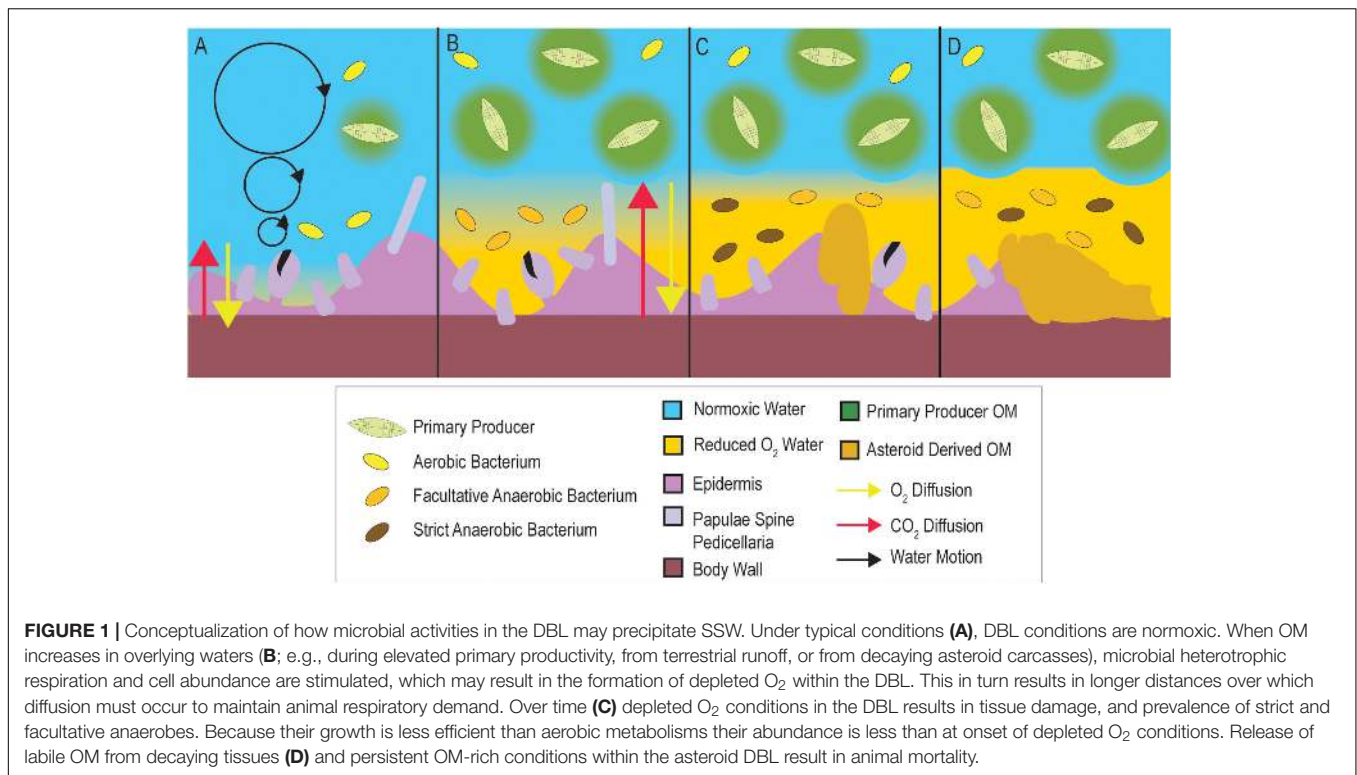 A
B
C
D
Primary Producer
Aerobic Bacterium
Facultative Anaerobic Bacterium
Strict Anaerobic Bacterium
Normoxic Water
Reduced O₂ Water
Epidermis
Papulae Spine
Pedicellaria
Body Wall
Primary Producer OM
Asteroid Derived OM
O₂ Diffusion
CO₂ Diffusion
Water Motion
FIGURE 1 | Conceptualization of how microbial activities in the DBL may precipitate SSW. Under typical conditions (A), DBL conditions are normoxic. When OM
increases in overlying waters (B; e.g., during elevated primary productivity, from terrestrial runoff, or from decaying asteroid carcasses), microbial heterotrophic
respiration and cell abundance are stimulated, which may result in the formation of depleted O₂ within the DBL. This in turn results in longer distances over which
diffusion must occur to maintain animal respiratory demand. Over time (C) depleted O₂ conditions in the DBL results in tissue damage, and prevalence of strict and
facultative anaerobes. Because their growth is less efficient than aerobic metabolisms their abundance is less than at onset of depleted O₂ conditions. Release of
labile OM from decaying tissues (D) and persistent OM-rich conditions within the asteroid DBL result in animal mortality.